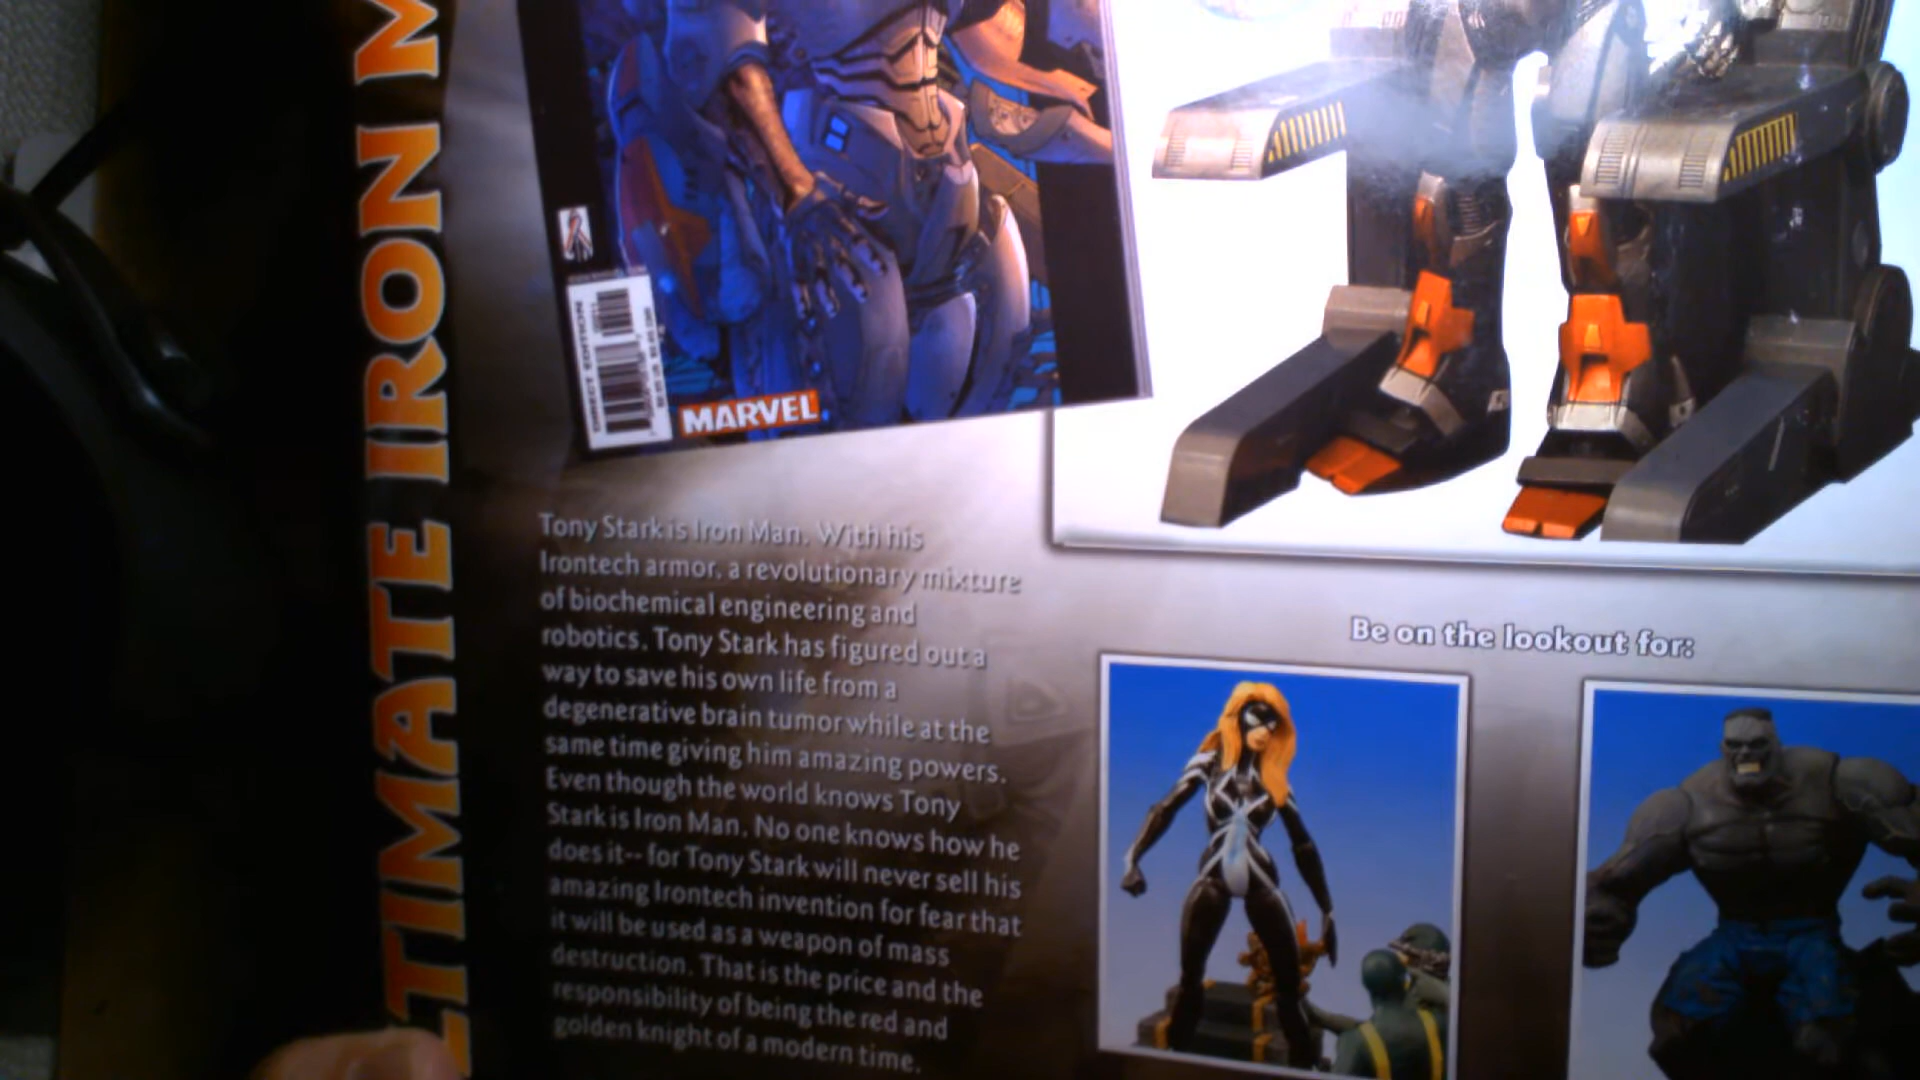 LTIMATE IRON M
MARVEL
Tony Stark is Iron Man. With his
Irontech armor, a revolutionary mixture
of biochemical engineering and
robotics. Tony Stark has figured out a
way to save his own life from a
degenerative brain tumor while at the
same time giving him amazing powers.
Even though the world knows Tony
Stark is Iron Man. No one knows how he
does it-- for Tony Stark will never sell his
amazing Irontech invention for fear that
it will be used as a weapon of mass
destruction. That is the price and the
responsibility of being the red and
golden knight of a modern time.
Be on the lookout for: